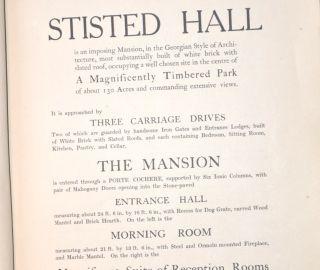 STISTED HALL
is an imposing Mansion, in the Georgian Style of Archi-
tecture, most substantially built of white brick with
slated roof, occupying a well chosen site in the centre of
A Magnificently Timbered Park
of about 130 Acres and commanding extensive views.
It is approached by
THREE CARRIAGE DRIVES
Two of which are guarded by handsome Iron Gates and Entrance Lodges, built
of White Brick with Slated Roofs, and each containing Bedroom, Sitting Room,
Kitchen, Pantry, and Cellar.
THE MANSION
is entered through a PORTE COCHERE, supported by Six Ionic Columns, with
pair of Mahogany Doors opening into the Stone-paved
ENTRANCE HALL
measuring about 24 ft. 6 in. by 16 ft. 6 in., with Recess for Dog Grate, carved Wood
Mantel and Brick Hearth. On the left is the
MORNING ROOM
measuring about 21 ft. by 18 ft. 6 in., with Steel and Ormolu mounted Fireplace,
and Marble Mantel. On the right is the
Magnificent Suite of Reception Rooms